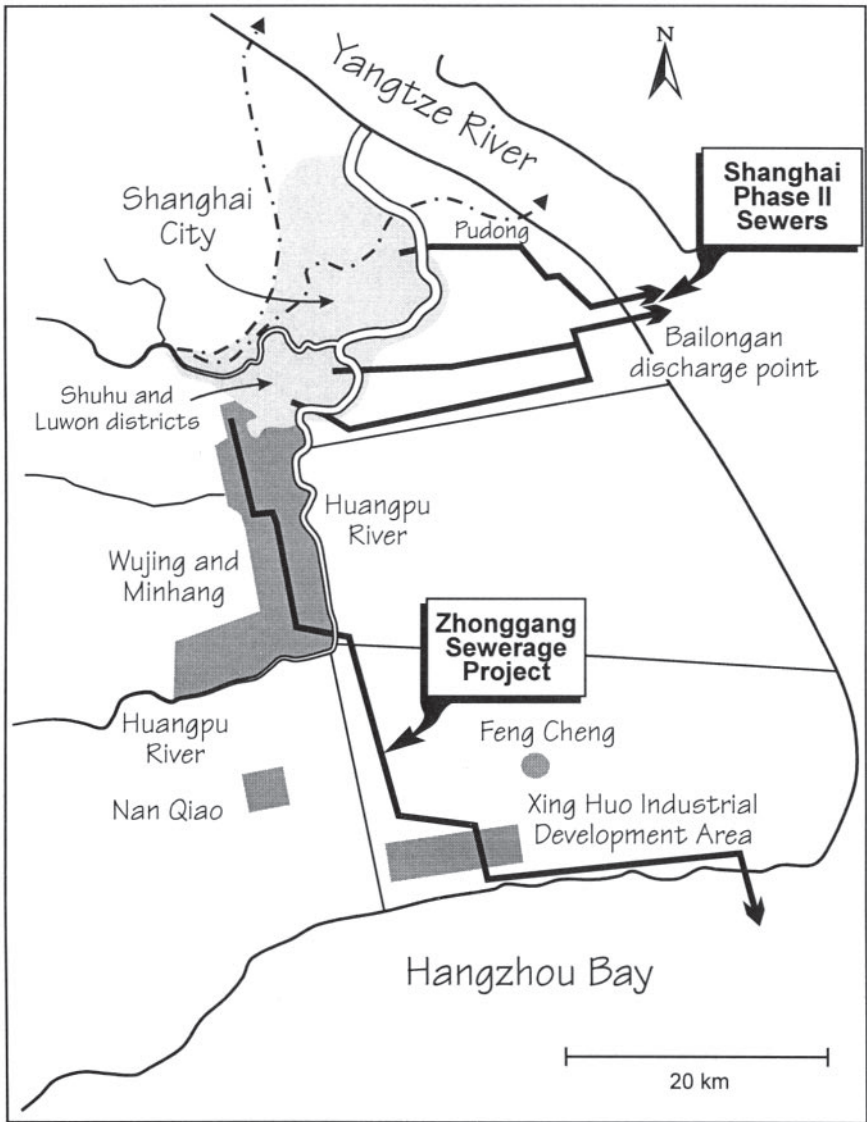 N
Yangtze River
Shanghai
Phase II
Sewers
Shanghai
City
Pudong
Bailongan
discharge point
Shuhu and
Luwon districts
Huangpu
River
Wujing and
Minhang
Zhonggang
Sewerage
Project
Huangpu
River
Feng Cheng
Nan Qiao
Xing Huo Industrial
Development Area
Hangzhou Bay
20 km